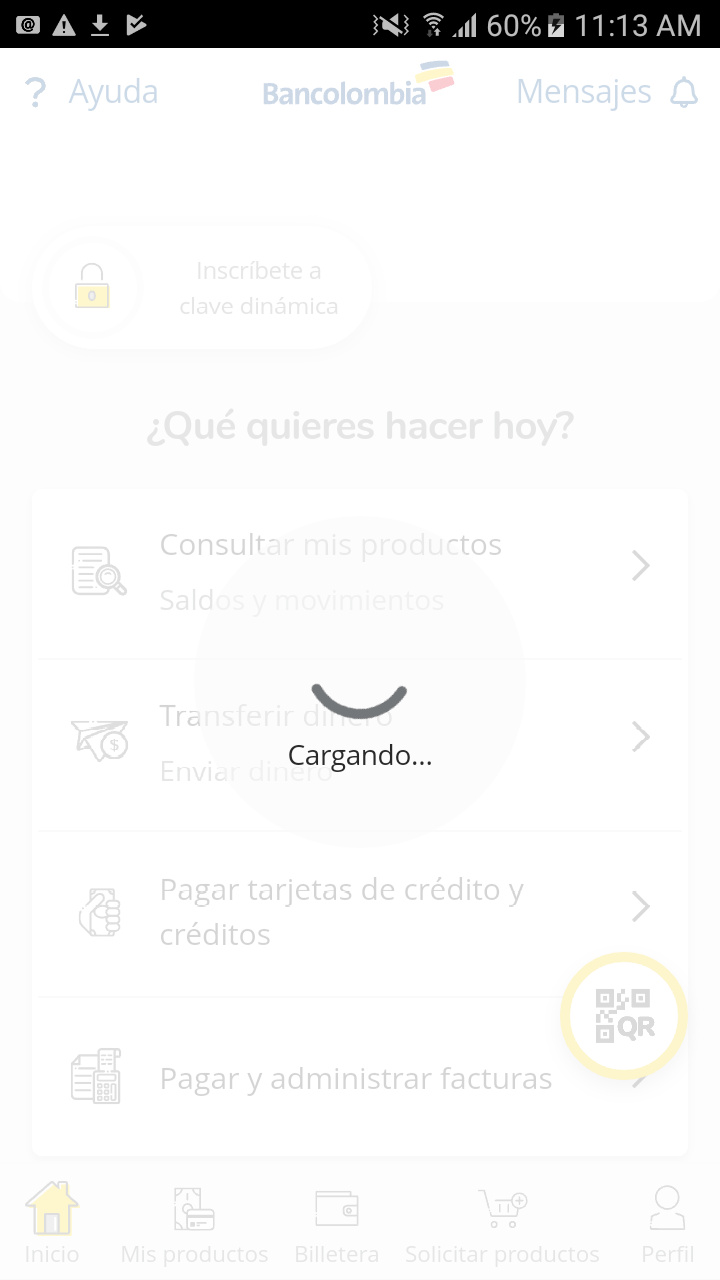 60% 11:13 AM
? Ayuda Bancolombia Mensajes
Inscríbete a
clave dinámica
¿Qué quieres hacer hoy?
Consultar mis productos
Saldos y movimientos
Transferir dinero
Cargando...
Enviar dinero
Pagar tarjetas de crédito y
créditos
QR
Pagar y administrar facturas
Inicio Mis productos Billetera Solicitar productos Perfil